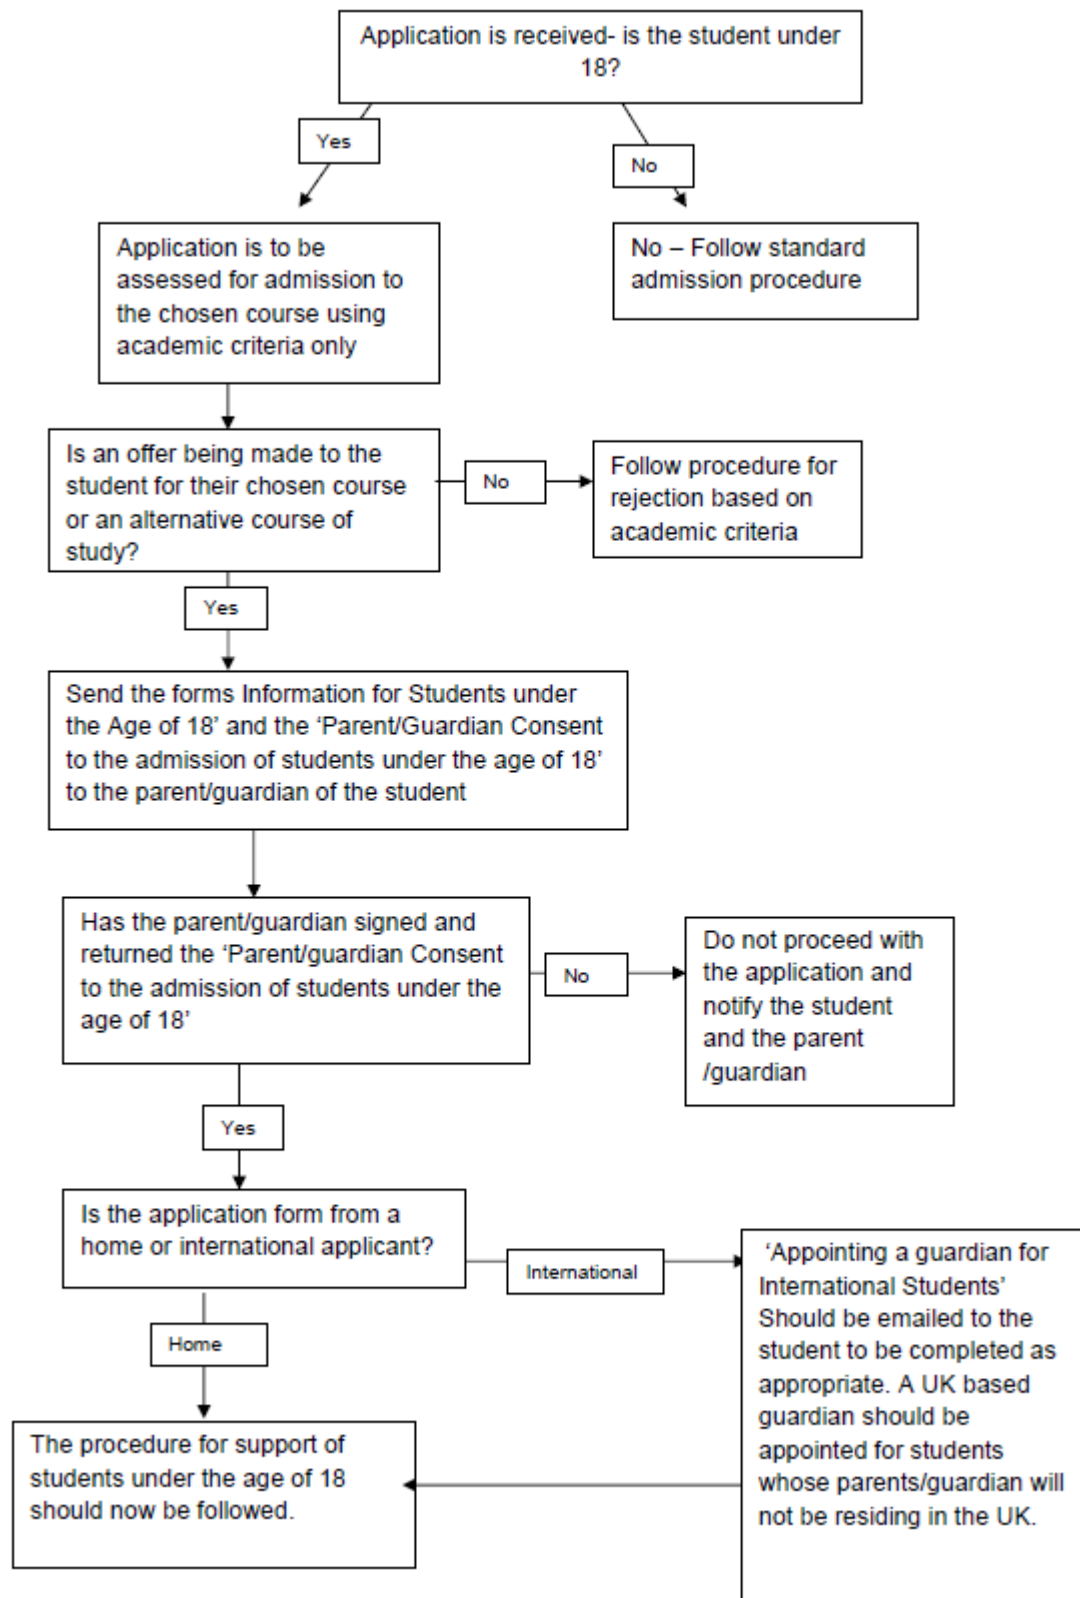 Application is received- is the student under
18?
Yes
No
Application is to be
assessed for admission to
the chosen course using
academic criteria only
No – Follow standard
admission procedure
Is an offer being made to the
student for their chosen course
or an alternative course of
study?
No
Follow procedure for
rejection based on
academic criteria
Yes
Send the forms Information for Students under
the Age of 18’ and the ‘Parent/Guardian Consent
to the admission of students under the age of 18’
to the parent/guardian of the student
Has the parent/guardian signed and
returned the ‘Parent/guardian Consent
to the admission of students under the
age of 18’
No
Do not proceed with
the application and
notify the student
and the parent
/guardian
Yes
Is the application form from a
home or international applicant?
International
‘Appointing a guardian for
International Students’
Should be emailed to the
student to be completed as
appropriate. A UK based
guardian should be
appointed for students
whose parents/guardian will
not be residing in the UK.
Home
The procedure for support of
students under the age of 18
should now be followed.